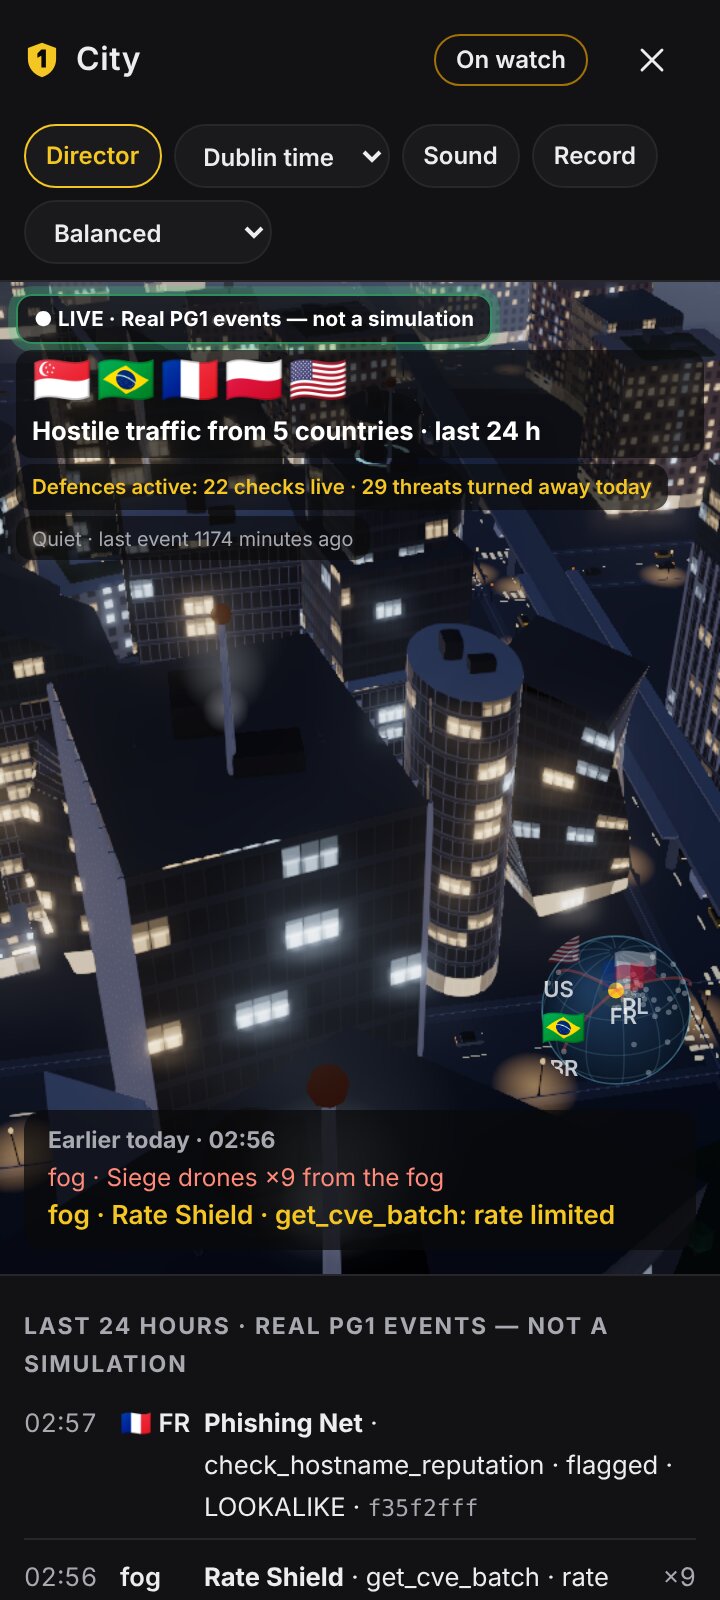 1 City
On watch
Director
Dublin time
Sound
Record
Balanced
LIVE · Real PG1 events — not a simulation
Hostile traffic from 5 countries · last 24 h
Defences active: 22 checks live · 29 threats turned away today
Quiet · last event 1174 minutes ago
US
PL
FR
BR
Earlier today · 02:56
fog · Siege drones ×9 from the fog
fog · Rate Shield · get_cve_batch: rate limited
LAST 24 HOURS · REAL PG1 EVENTS — NOT A
SIMULATION
02:57 FR Phishing Net ·
check_hostname_reputation · flagged ·
LOOKALIKE · f35f2fff
02:56 fog Rate Shield · get_cve_batch · rate ×9